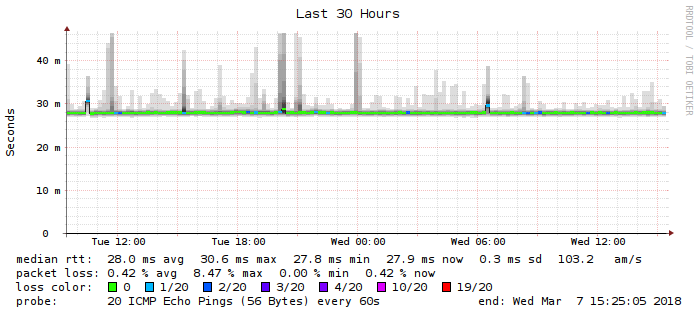 Last 30 Hours
RRDTOOL / TOBI OETIKER
Seconds
40 m
30 m
20 m
10 m
0
Tue 12:00 Tue 18:00 Wed 00:00 Wed 06:00 Wed 12:00
median rtt: 28.0 ms avg 30.6 ms max 27.8 ms min 27.9 ms now 0.3 ms sd 103.2 am/s
packet loss: 0.42 % avg 8.47 % max 0.00 % min 0.42 % now
loss color: 0 1/20 2/20 3/20 4/20 10/20 19/20
probe: 20 ICMP Echo Pings (56 Bytes) every 60s end: Wed Mar 7 15:25:05 2018